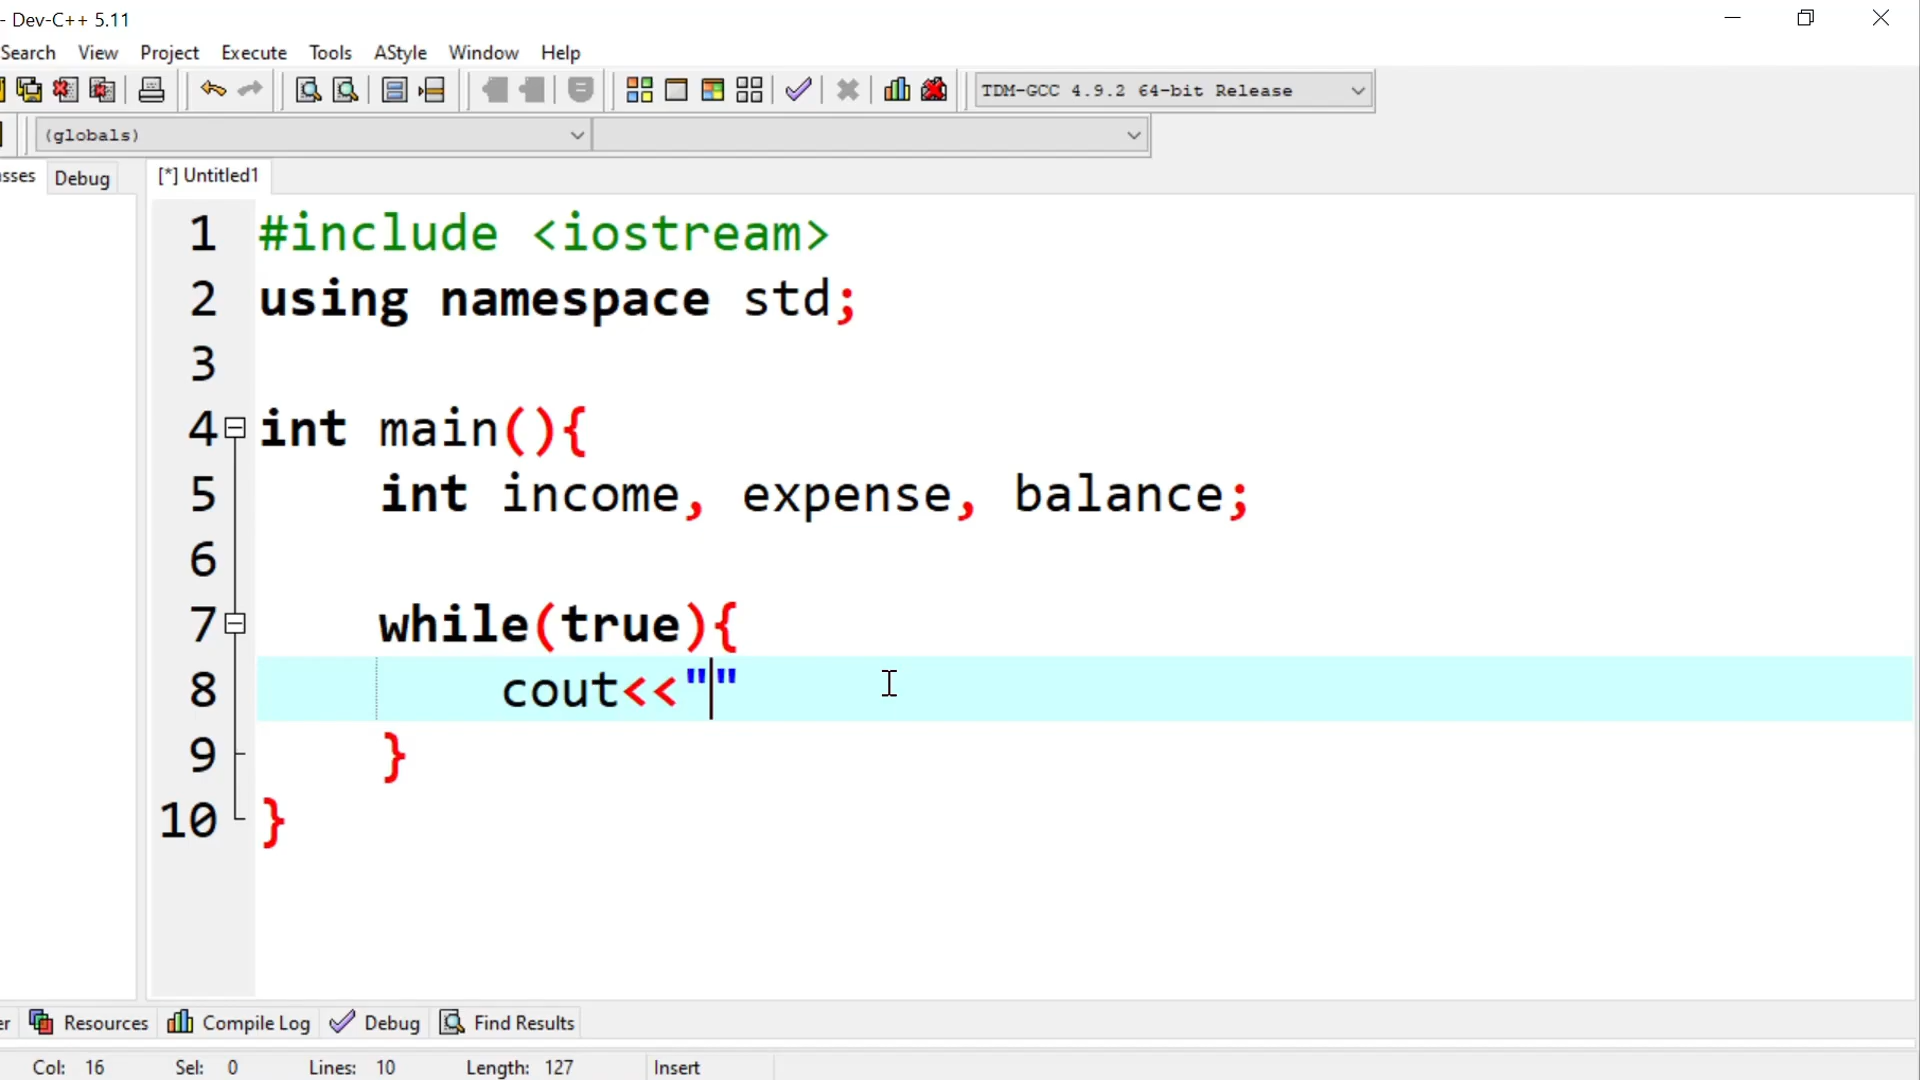 - Dev-C++ 5.11
Search View Project Execute Tools AStyle Window Help
TDM-GCC 4.9.2 64-bit Release
(globals)
asses Debug [*] Untitled1
1 #include <iostream>
2 using namespace std;
3
4 int main(){
5 int income, expense, balance;
6
7 while(true){
8 cout<<""
9 }
10 }
er Resources Compile Log Debug Find Results
Col: 16 Sel: 0 Lines: 10 Length: 127 Insert